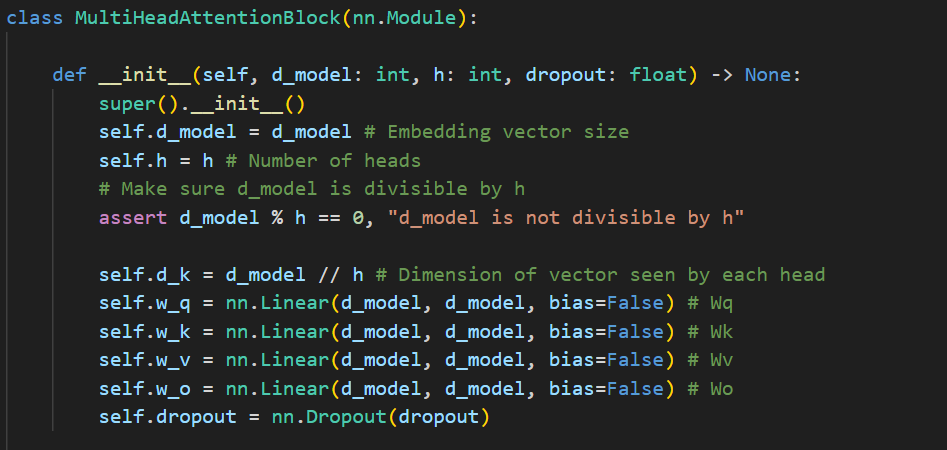 class MultiHeadAttentionBlock(nn.Module):
def __init__(self, d_model: int, h: int, dropout: float) -> None:
super().__init__()
self.d_model = d_model # Embedding vector size
self.h = h # Number of heads
# Make sure d_model is divisible by h
assert d_model % h == 0, "d_model is not divisible by h"
self.d_k = d_model // h # Dimension of vector seen by each head
self.w_q = nn.Linear(d_model, d_model, bias=False) # Wq
self.w_k = nn.Linear(d_model, d_model, bias=False) # Wk
self.w_v = nn.Linear(d_model, d_model, bias=False) # Wv
self.w_o = nn.Linear(d_model, d_model, bias=False) # Wo
self.dropout = nn.Dropout(dropout)